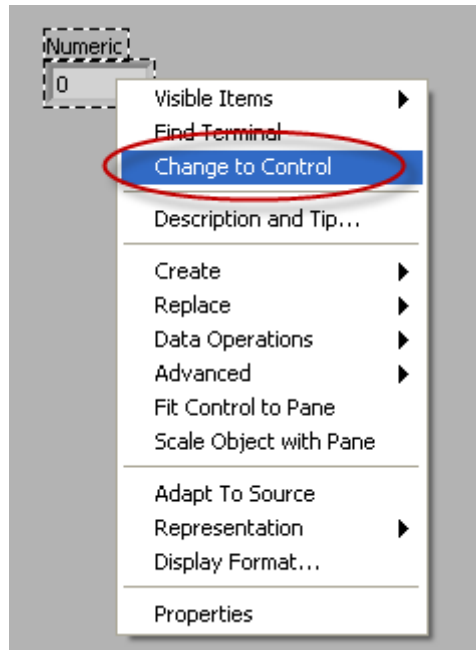 Numeric
0
Visible Items
Find Terminal
Change to Control
Description and Tip...
Create
Replace
Data Operations
Advanced
Fit Control to Pane
Scale Object with Pane
Adapt To Source
Representation
Display Format...
Properties